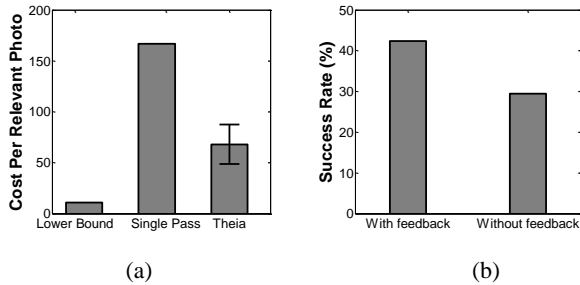 Cost Per Relevant Photo
200
150
100
50
0
Lower Bound Single Pass Theia
(a)
Success Rate (%)
50
40
30
20
10
0
With feedback Without feedback
(b)